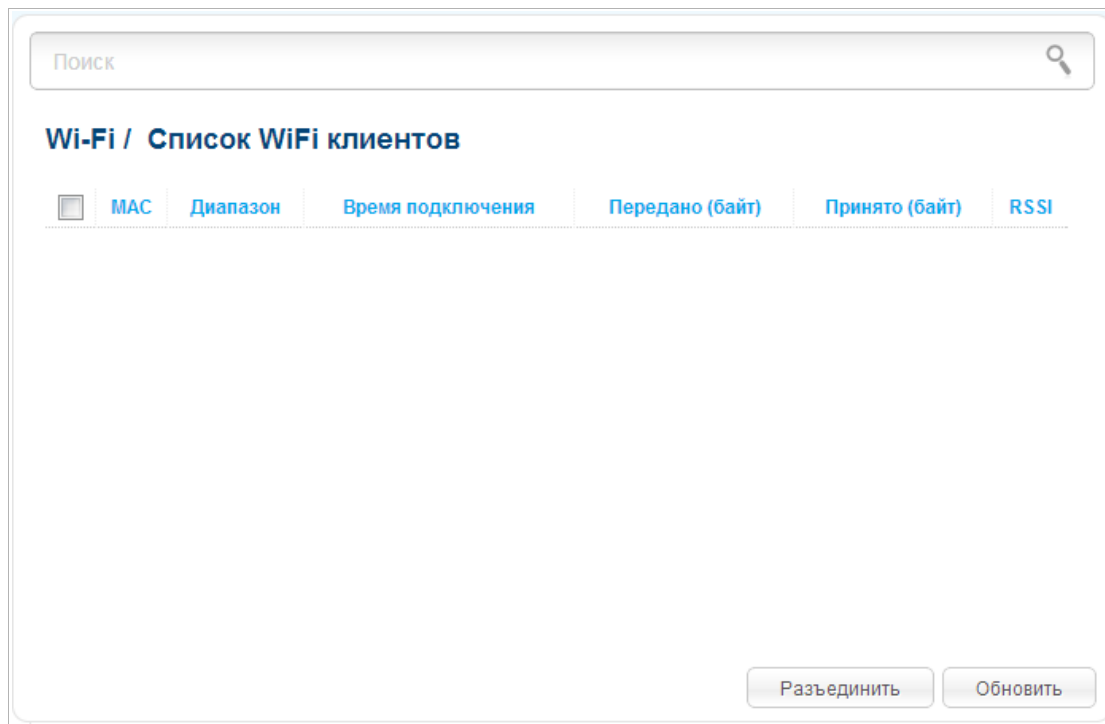 Поиск
Wi-Fi / Список WiFi клиентов
MAC Диапазон Время подключения Передано (байт) Принято (байт) RSSI
Разъединить Обновить